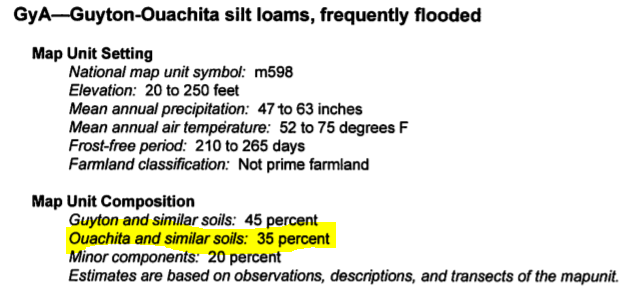 GyA—Guyton-Ouachita silt loams, frequently flooded
Map Unit Setting
National map unit symbol: m598
Elevation: 20 to 250 feet
Mean annual precipitation: 47 to 63 inches
Mean annual air temperature: 52 to 75 degrees F
Frost-free period: 210 to 265 days
Farmland classification: Not prime farmland
Map Unit Composition
Guyton and similar soils: 45 percent
Ouachita and similar soils: 35 percent
Minor components: 20 percent
Estimates are based on observations, descriptions, and transects of the mapunit.